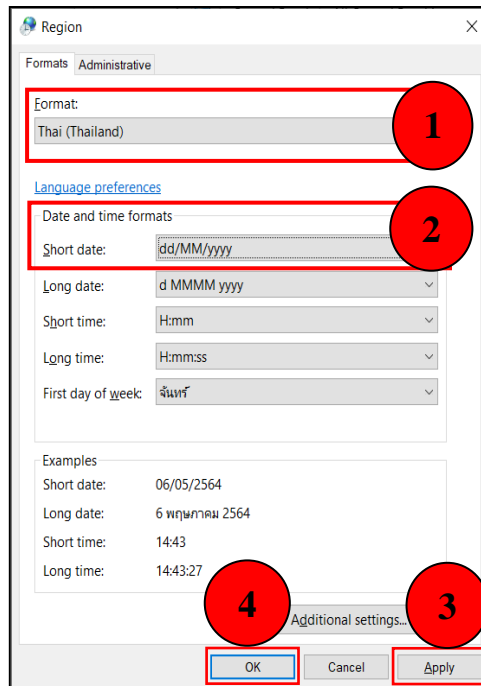 Region
Formats Administrative
Format:
Thai (Thailand)
1
Language preferences
Date and time formats
2
Short date: dd/MM/yyyy
Long date: d MMMM yyyy
Short time: H:mm
Long time: H:mm:ss
First day of week: จันทร์
Examples
Short date: 06/05/2564
Long date: 6 พฤษภาคม 2564
Short time: 14:43
Long time: 14:43:27
4 Additional settings... 3
OK Cancel Apply